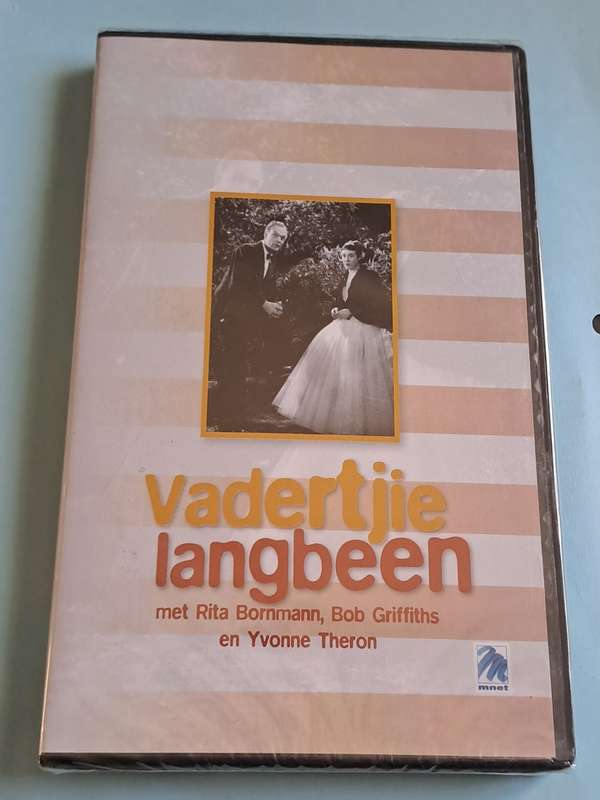 vadertjie
langbeen
met Rita Bornmann, Bob Griffiths
en Yvonne Theron
mnet